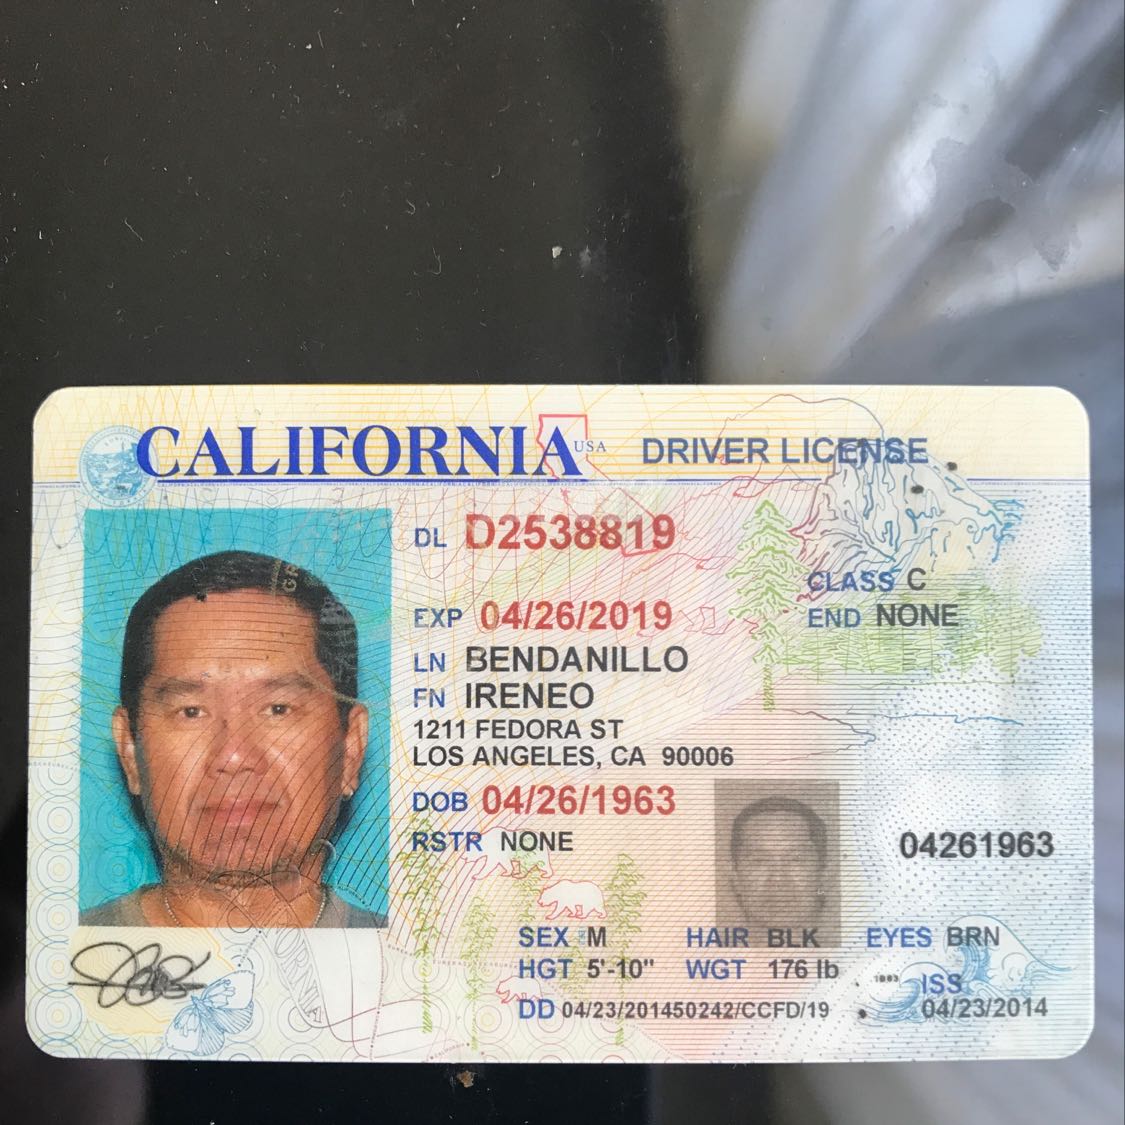 CALIFORNIA USA DRIVER LICENSE
DL D2538819
CLASS C
EXP 04/26/2019
END NONE
LN BENDANILLO
FN IRENEO
1211 FEDORA ST
LOS ANGELES, CA 90006
DOB 04/26/1963
RSTR NONE
04261963
SEX M HAIR BLK EYES BRN
HGT 5'-10" WGT 176 lb
ISS
DD 04/23/201450242/CCFD/19 04/23/2014